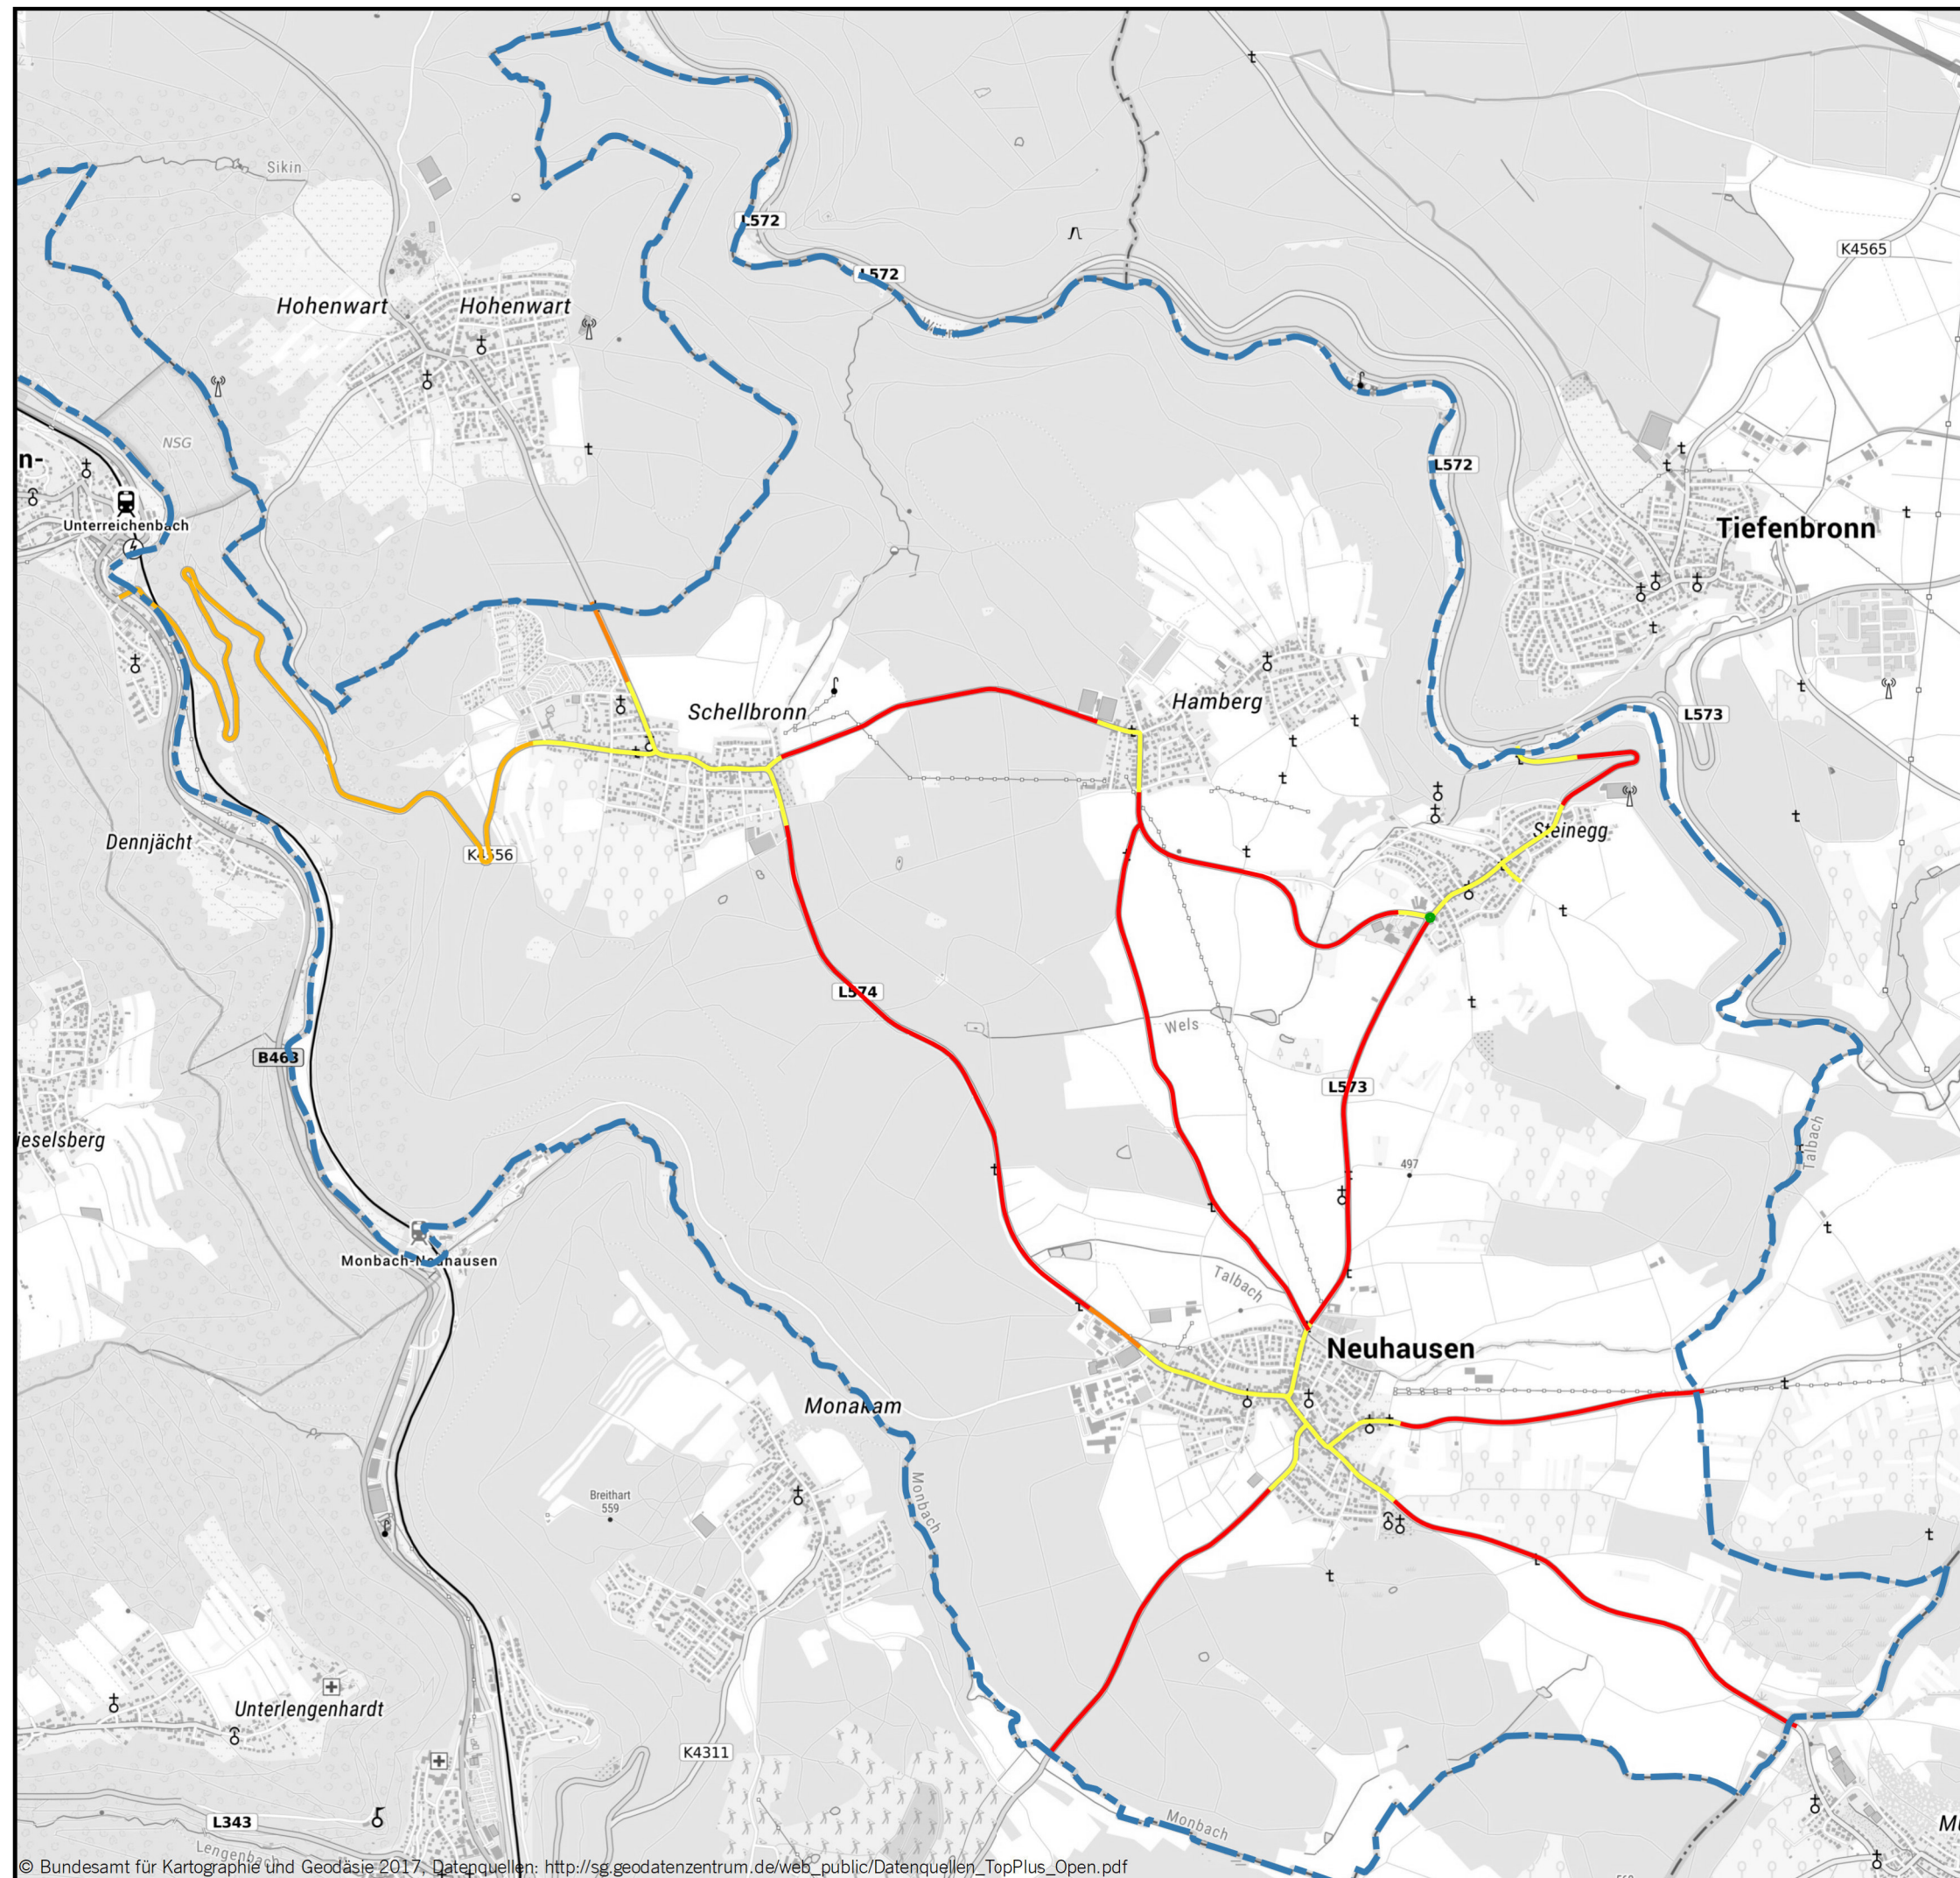 Sikin
L572
K4565
L572
Hohenwart
Hohenwart
NSG
n-
L572
Unterreichenbach
Tiefenbronn
Hamberg
Schellbronn
L573
Steinegg
Dennjächt
K4556
L574
Wels
B463
L573
ieselsberg
Talbach
497
Monbach-Neuhausen
Talbach
Neuhausen
Monakam
Monbach
Breithart
559
Unterlengenhardt
K4311
L343
Monbach
Lengenbach
© Bundesamt für Kartographie und Geodäsie 2017, Datenquellen: http://sg.geodatenzentrum.de/web_public/Datenquellen_TopPlus_Open.pdf